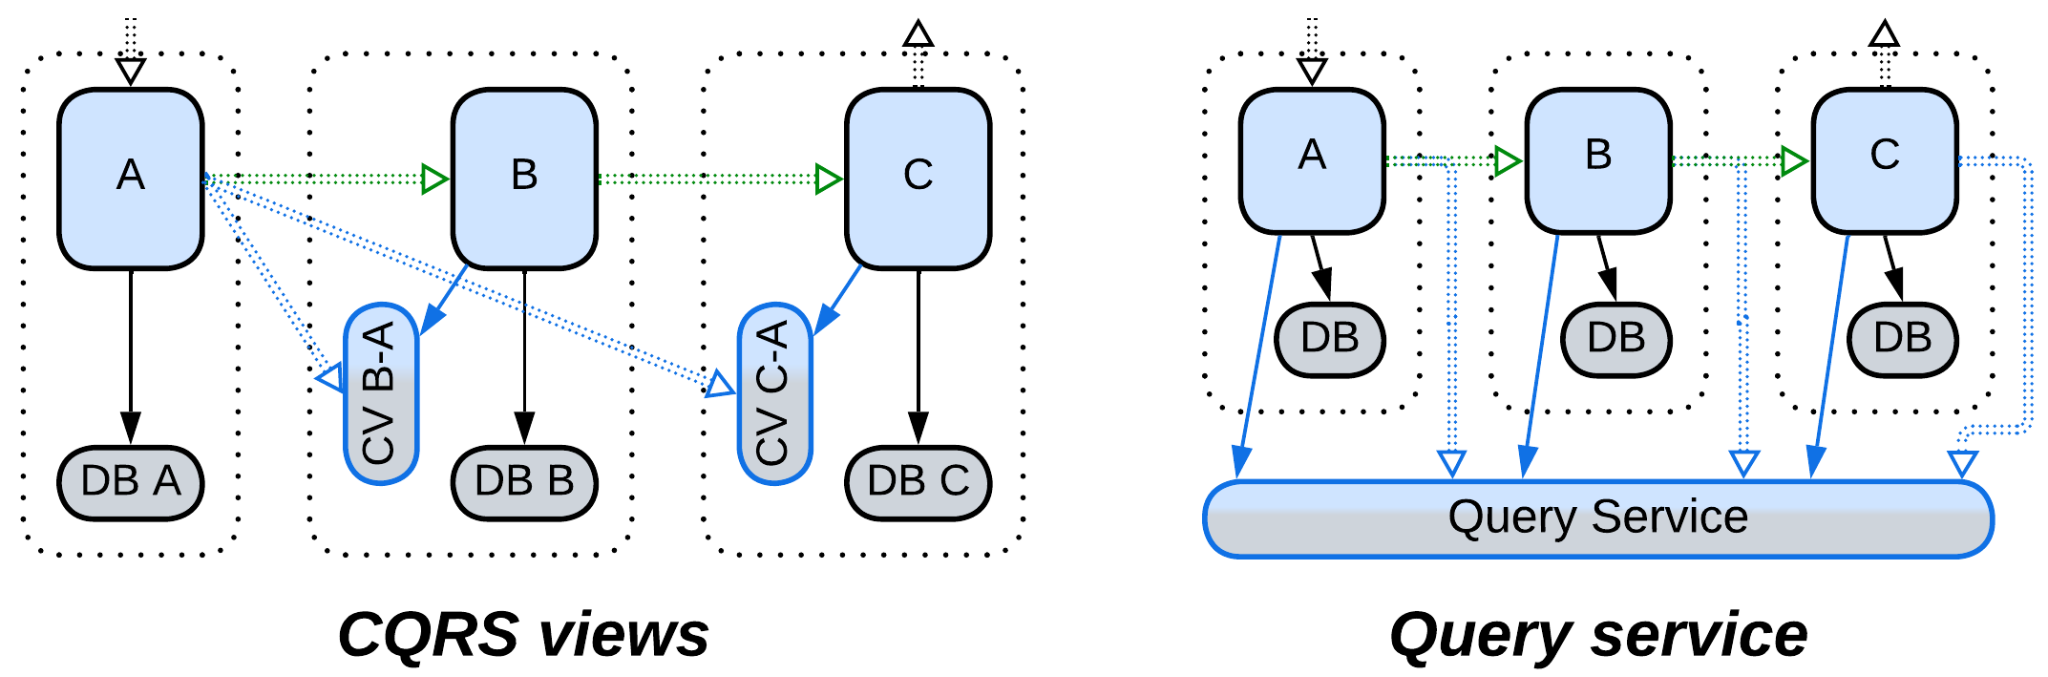 A
B
C
CV B-A
CV C-A
DB A
DB B
DB C
CQRS views
A
B
C
DB
DB
DB
Query Service
Query service